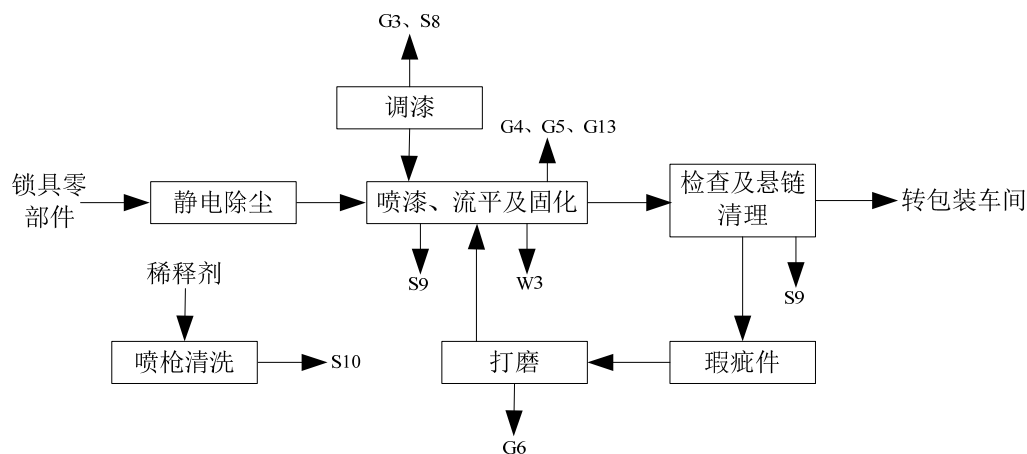 G3、S8
调漆
G4、G5、G13
锁具零
部件
静电除尘
喷漆、流平及固化
检查及悬链
清理
转包装车间
S9
W3
S9
稀释剂
喷枪清洗
S10
打磨
瑕疵件
G6